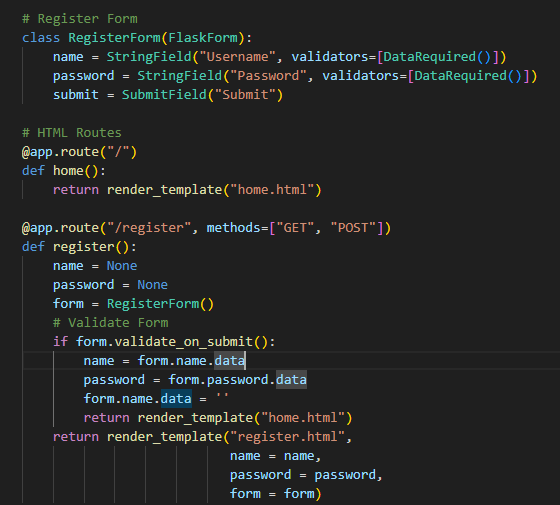 # Register Form
class RegisterForm(FlaskForm):
    name = StringField("Username", validators=[DataRequired()])
    password = StringField("Password", validators=[DataRequired()])
    submit = SubmitField("Submit")

# HTML Routes
@app.route("/")
def home():
    return render_template("home.html")

@app.route("/register", methods=["GET", "POST"])
def register():
    name = None
    password = None
    form = RegisterForm()
    # Validate Form
    if form.validate_on_submit():
        name = form.name.data
        password = form.password.data
        form.name.data = ''
        return render_template("home.html")
    return render_template("register.html",
                           name = name,
                           password = password,
                           form = form)